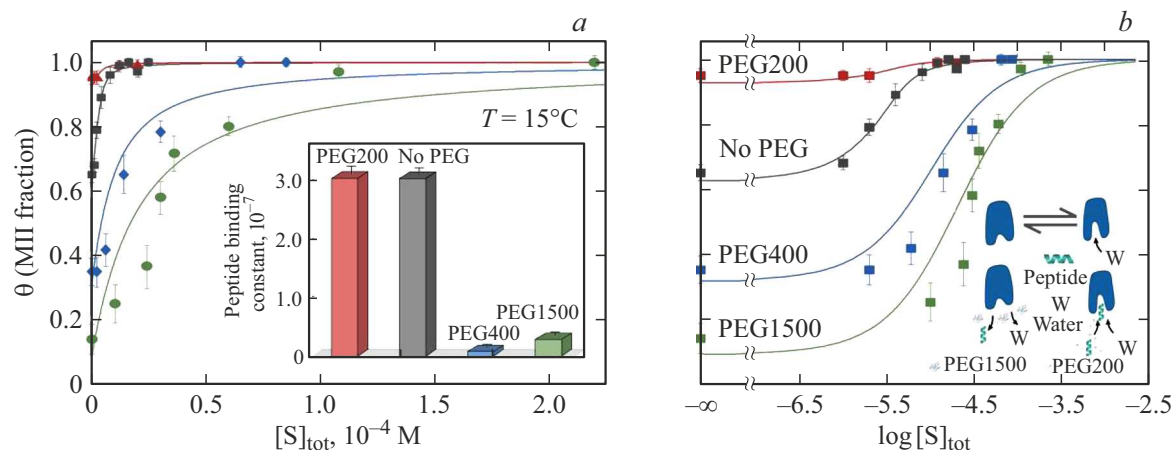 a
θ (MII fraction)
1.0
0.8
0.6
0.4
0.2
0
T = 15°C
PEG200 No PEG
3.0
Peptide binding
constant, 10⁻⁷
1.0
0
PEG400
PEG1500
0 0.5 1.0 1.5 2.0
[S]tot, 10⁻⁴ M
b
PEG200
No PEG
PEG400
PEG1500
W
Peptide
W
Water
W
W
PEG1500
PEG200
−∞ −6.5 −5.5 −4.5 −3.5 −2.5
log [S]tot